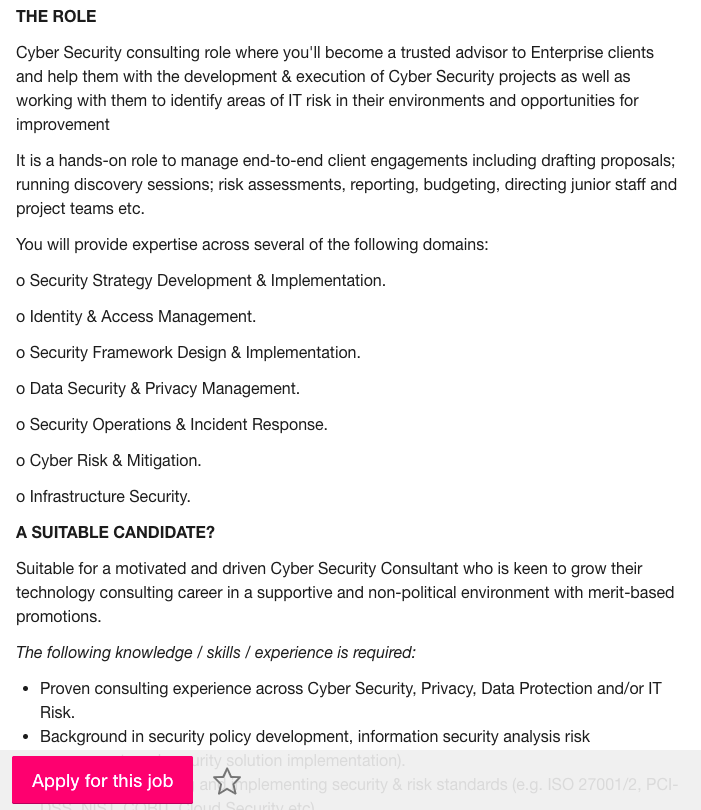 THE ROLE
Cyber Security consulting role where you'll become a trusted advisor to Enterprise clients
and help them with the development & execution of Cyber Security projects as well as
working with them to identify areas of IT risk in their environments and opportunities for
improvement
It is a hands-on role to manage end-to-end client engagements including drafting proposals;
running discovery sessions; risk assessments, reporting, budgeting, directing junior staff and
project teams etc.
You will provide expertise across several of the following domains:
o Security Strategy Development & Implementation.
o Identity & Access Management.
o Security Framework Design & Implementation.
o Data Security & Privacy Management.
o Security Operations & Incident Response.
o Cyber Risk & Mitigation.
o Infrastructure Security.
A SUITABLE CANDIDATE?
Suitable for a motivated and driven Cyber Security Consultant who is keen to grow their
technology consulting career in a supportive and non-political environment with merit-based
promotions.
The following knowledge / skills / experience is required:
• Proven consulting experience across Cyber Security, Privacy, Data Protection and/or IT
Risk.
• Background in security policy development, information security analysis risk
solution implementation).
Apply for this job
and implementing security & risk standards (e.g. ISO 27001/2, PCI-
DSS, NIST, COBIT, Cloud Security etc)